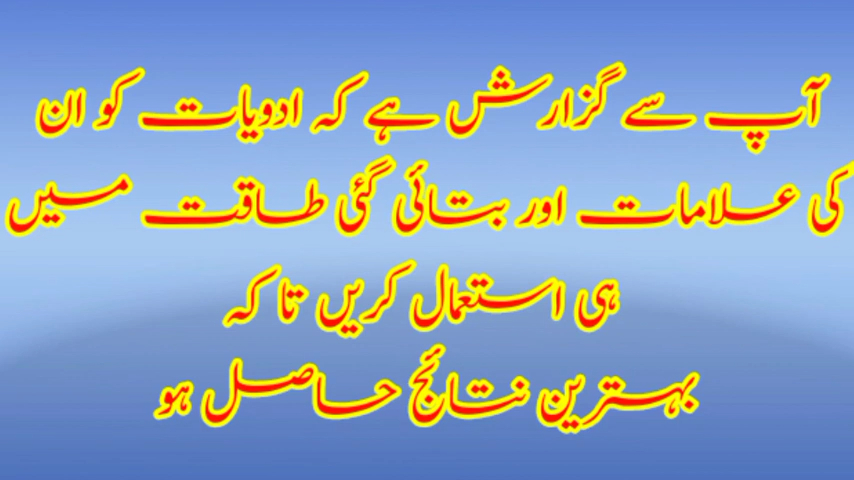 آپ سے گزارش ہے کہ ادویات کو ان
کی علامات اور بتائی گئی طاقت میں
ہی استعمال کریں تا کہ
بہترین نتائج حاصل ہو